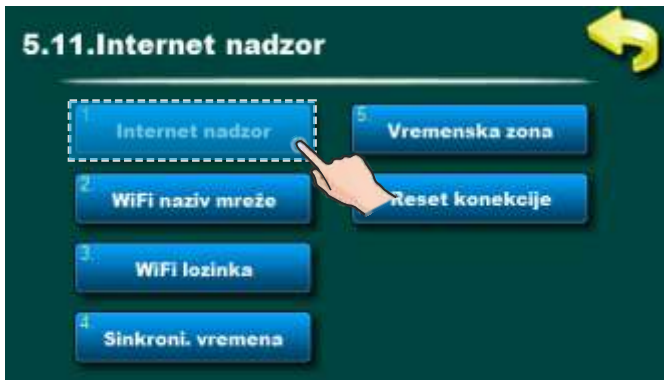 5.11.Internet nadzor
1. Internet nadzor
2. WiFi naziv mreže
3. WiFi lozinka
4. Sinkroni. vremena
5. Vremenska zona
Reset konekcije